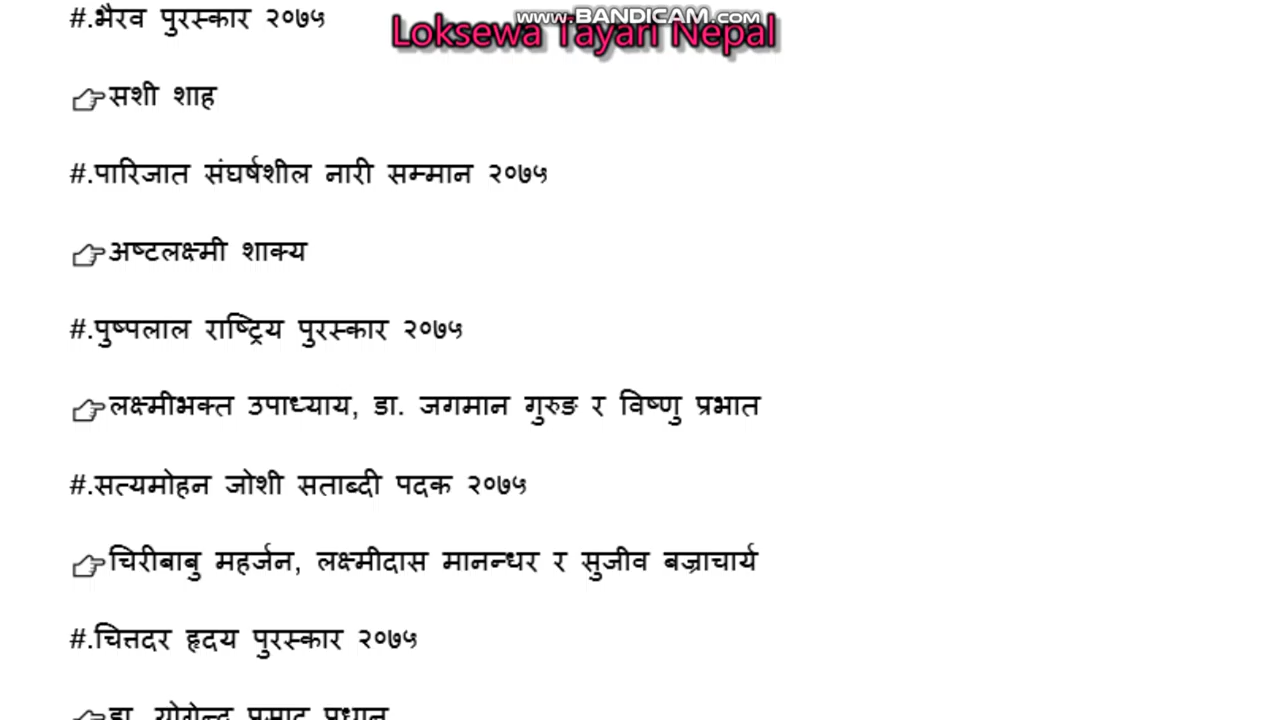 www.BANDICAM.com
#.भैरव पुरस्कार २०७५
Loksewa Tayari Nepal
👉सशी शाह
#.पारिजात संघर्षशील नारी सम्मान २०७५
👉अष्टलक्ष्मी शाक्य
#.पुष्पलाल राष्ट्रिय पुरस्कार २०७५
👉लक्ष्मीभक्त उपाध्याय, डा. जगमान गुरुङ र विष्णु प्रभात
#.सत्यमोहन जोशी सताब्दी पदक २०७५
👉चिरीबाबु महर्जन, लक्ष्मीदास मानन्धर र सुजीव बज्राचार्य
#.चित्तदर हृदय पुरस्कार २०७५
👉डा. योगेन्द्र प्रसाद प्रधान